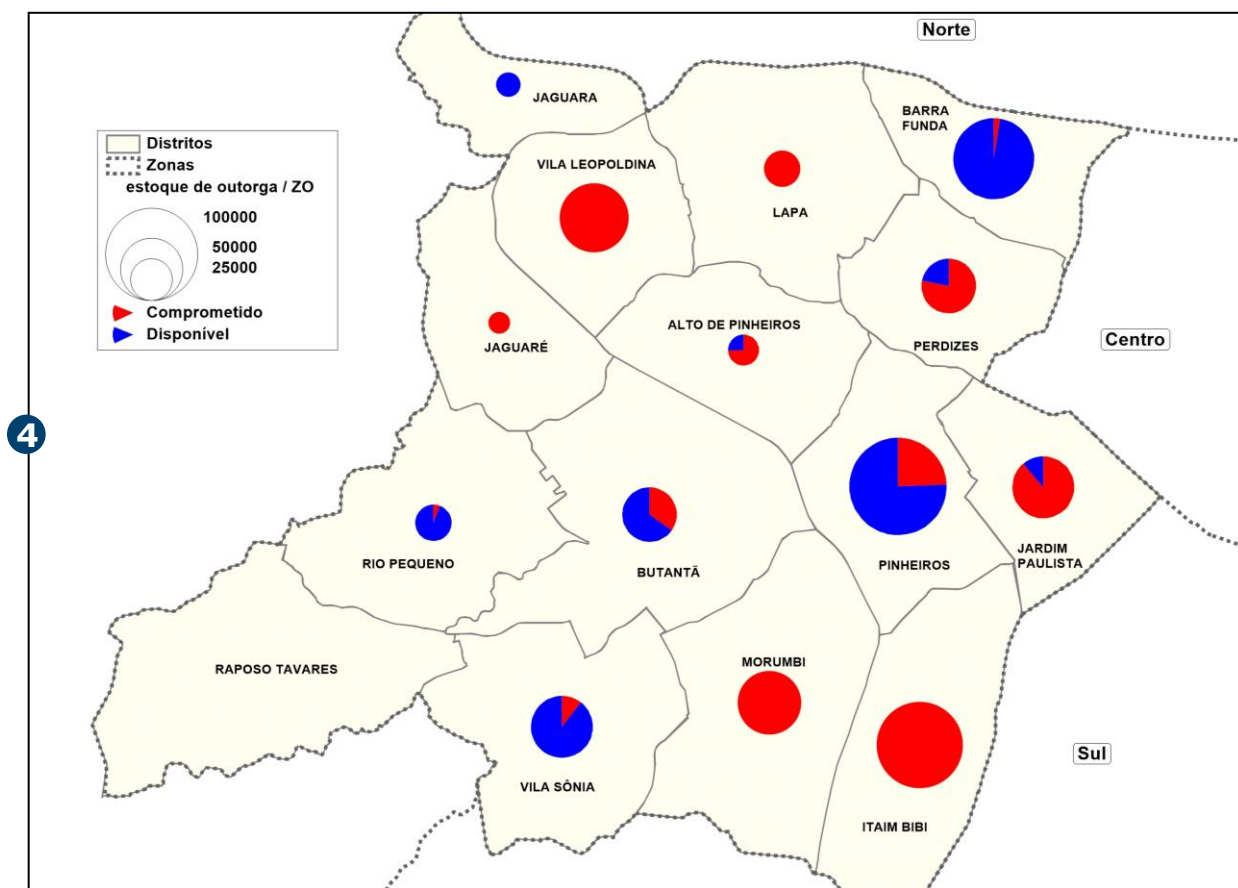 Norte
JAGUARA
BARRA
FUNDA
Distritos
Zonas
estoque de outorga / ZO
100000
50000
25000
Comprometido
Disponível
VILA LEOPOLDINA
LAPA
ALTO DE PINHEIROS
PERDIZES
Centro
JAGUARÉ
4
RIO PEQUENO
BUTANTÃ
PINHEIROS
JARDIM
PAULISTA
RAPOSO TAVARES
MORUMBI
VILA SÔNIA
ITAIM BIBI
Sul